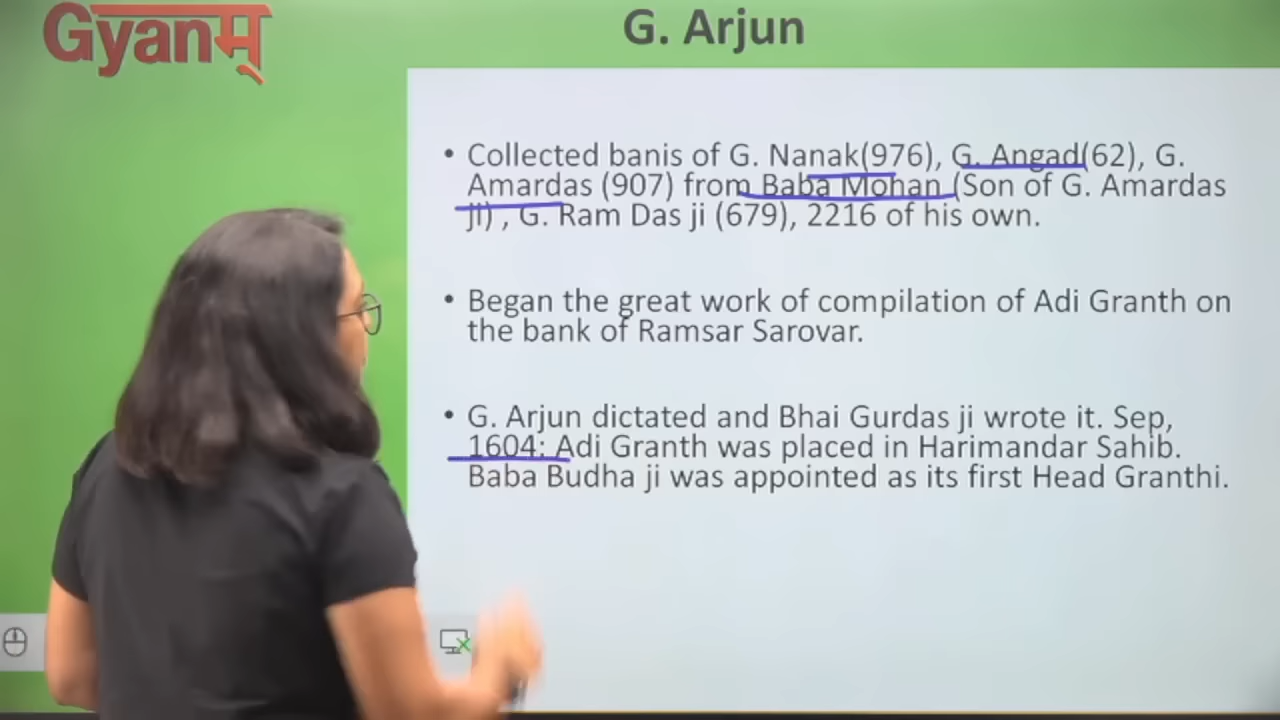 Gyanम्
G. Arjun
• Collected banis of G. Nanak(976), G. Angad(62), G.
Amardas (907) from Baba Mohan (Son of G. Amardas
ji) , G. Ram Das ji (679), 2216 of his own.
• Began the great work of compilation of Adi Granth on
the bank of Ramsar Sarovar.
• G. Arjun dictated and Bhai Gurdas ji wrote it. Sep,
1604: Adi Granth was placed in Harimandar Sahib.
Baba Budha ji was appointed as its first Head Granthi.